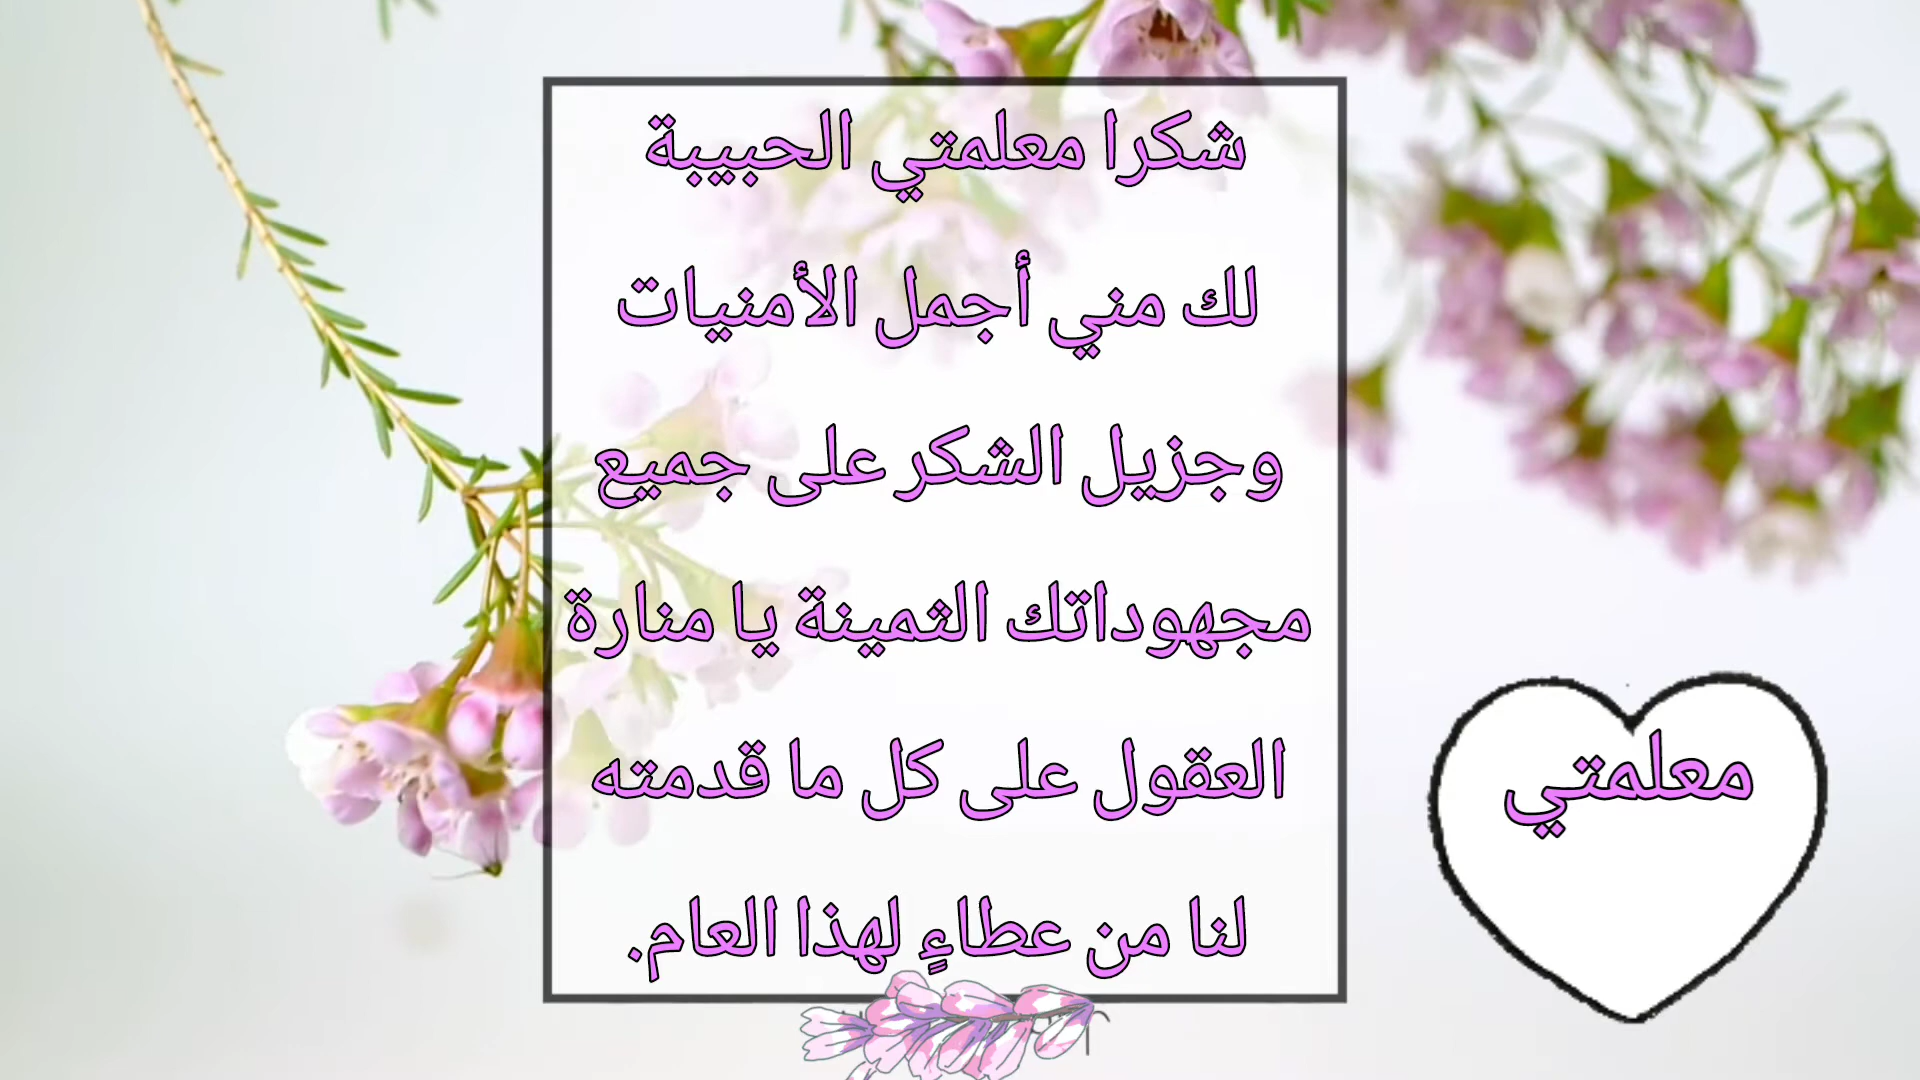 شكرا معلمتي الحبيبة
لك مني أجمل الأمنيات
وجزيل الشكر على جميع
مجهوداتك الثمينة يا منارة
العقول على كل ما قدمته
لنا من عطاءٍ لهذا العام.
معلمتي